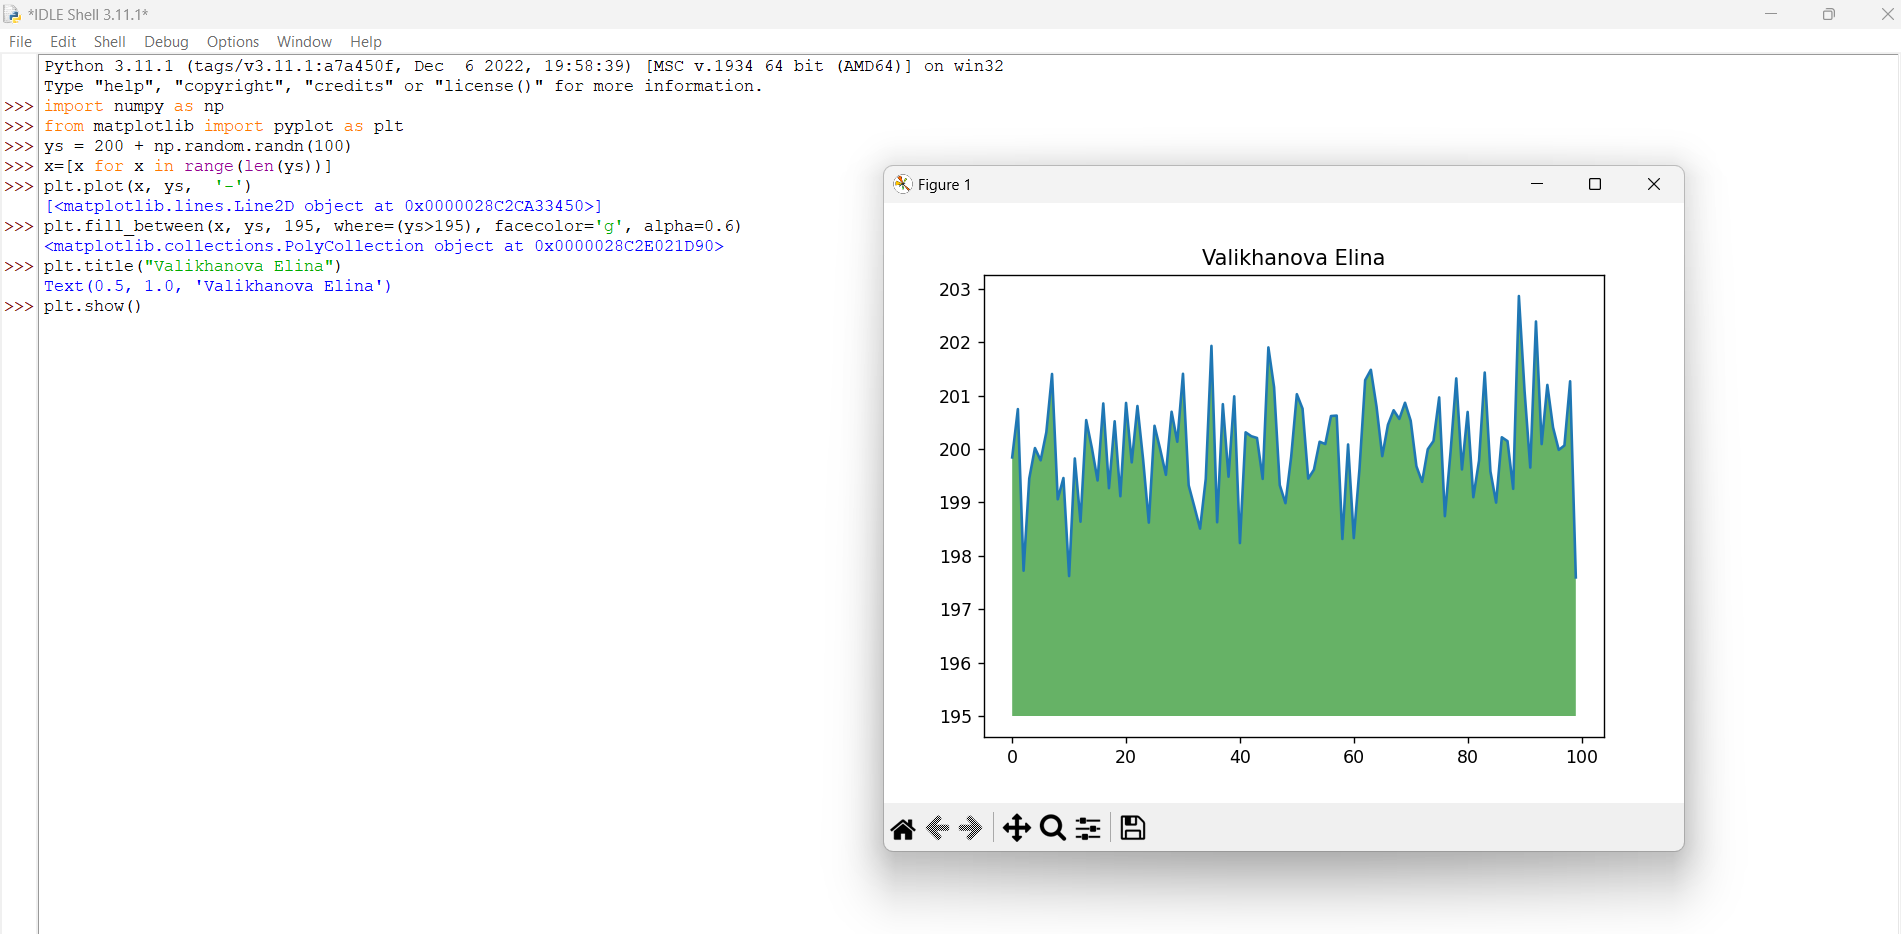 *IDLE Shell 3.11.1*
File Edit Shell Debug Options Window Help
Python 3.11.1 (tags/v3.11.1:a7a450f, Dec  6 2022, 19:58:39) [MSC v.1934 64 bit (AMD64)] on win32
Type "help", "copyright", "credits" or "license()" for more information.
>>> import numpy as np
>>> from matplotlib import pyplot as plt
>>> ys = 200 + np.random.randn(100)
>>> x=[x for x in range(len(ys))]
>>> plt.plot(x, ys,  '-')
[<matplotlib.lines.Line2D object at 0x0000028C2CA33450>]
>>> plt.fill_between(x, ys, 195, where=(ys>195), facecolor='g', alpha=0.6)
<matplotlib.collections.PolyCollection object at 0x0000028C2E021D90>
>>> plt.title("Valikhanova Elina")
Text(0.5, 1.0, 'Valikhanova Elina')
>>> plt.show()
Figure 1
Valikhanova Elina
203
202
201
200
199
198
197
196
195
0 20 40 60 80 100